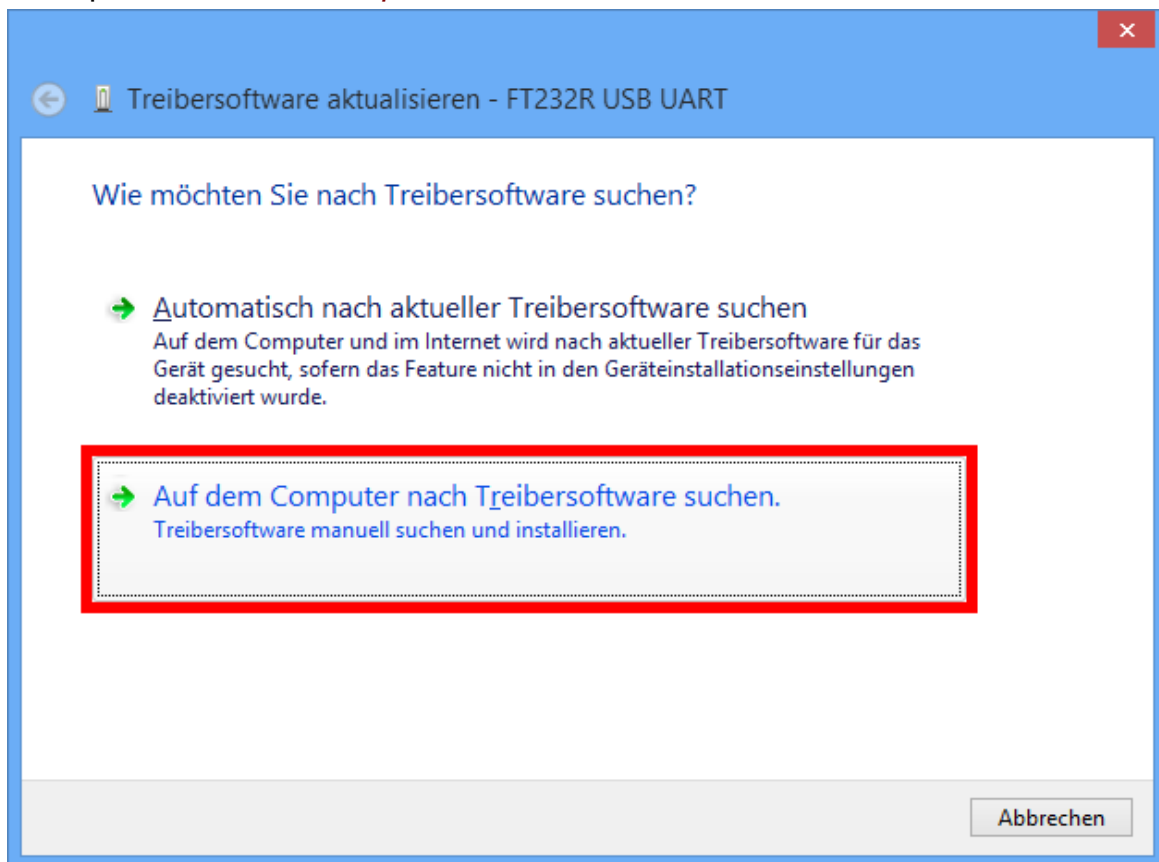 Treibersoftware aktualisieren - FT232R USB UART
Wie möchten Sie nach Treibersoftware suchen?
Automatisch nach aktueller Treibersoftware suchen
Auf dem Computer und im Internet wird nach aktueller Treibersoftware für das
Gerät gesucht, sofern das Feature nicht in den Geräteinstallationseinstellungen
deaktiviert wurde.
Auf dem Computer nach Treibersoftware suchen.
Treibersoftware manuell suchen und installieren.
Abbrechen